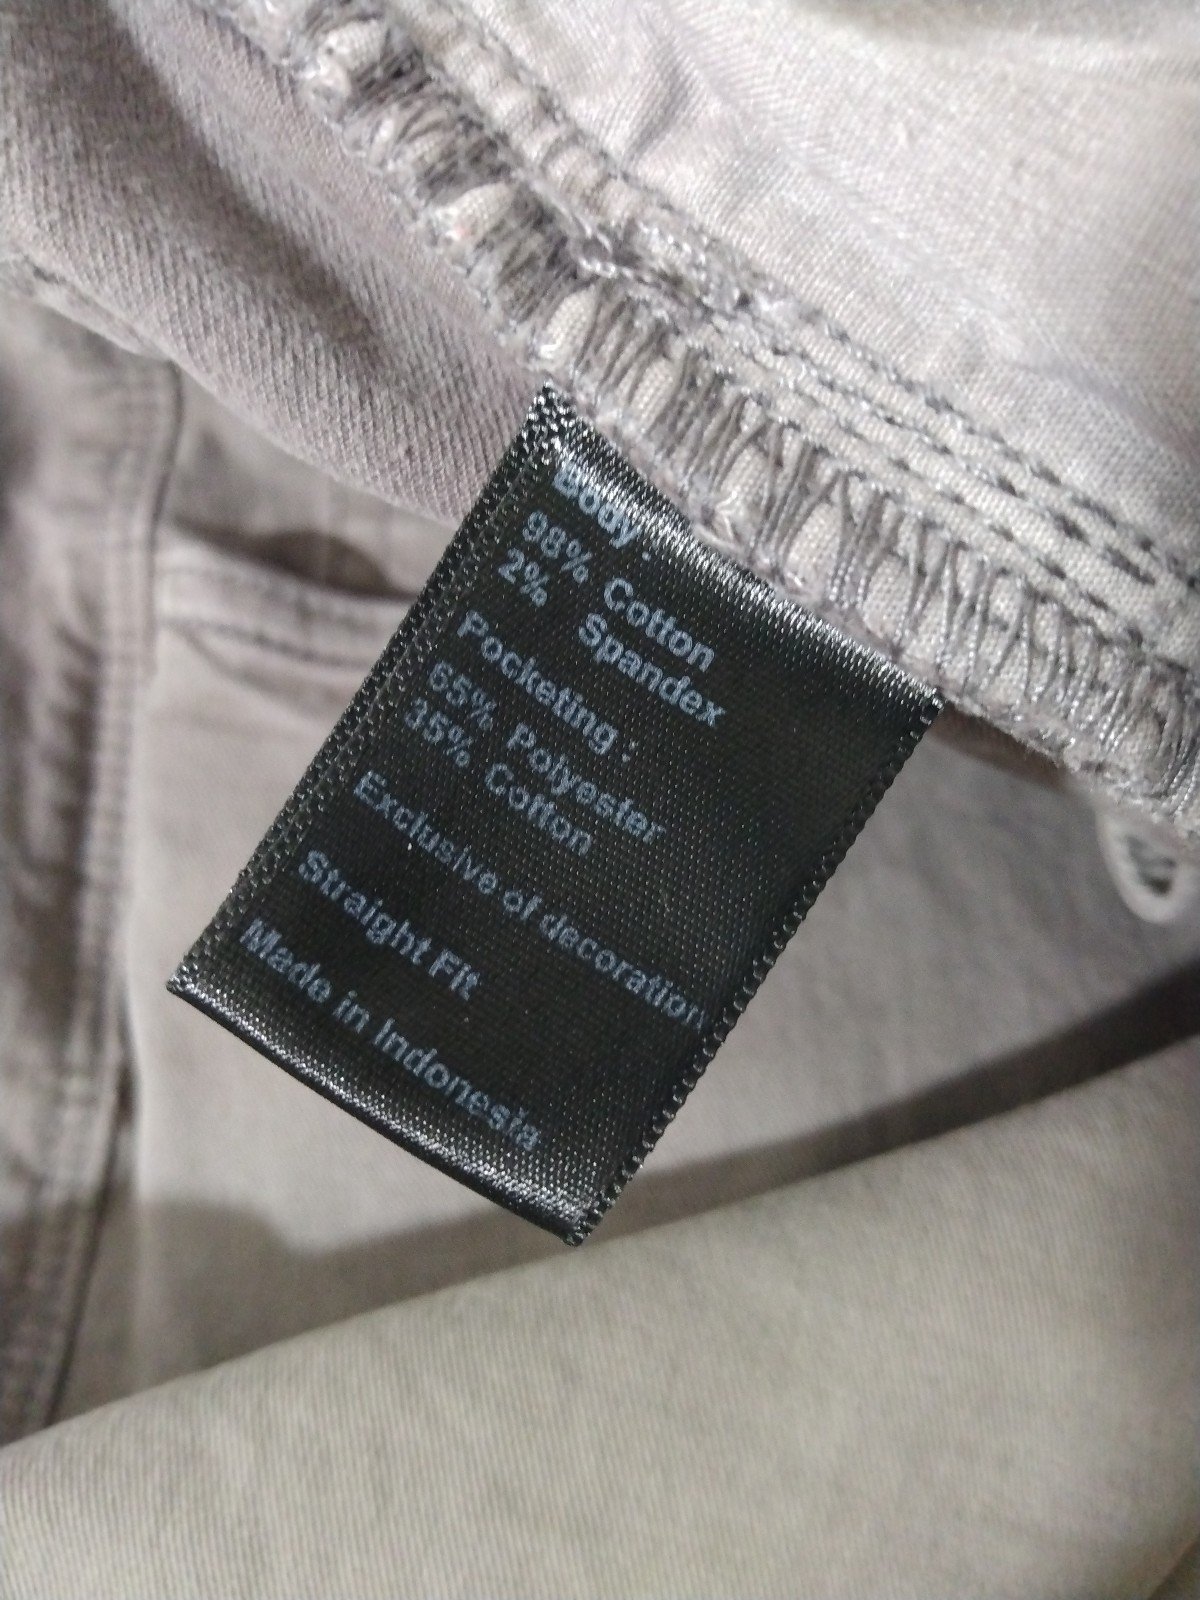 Body :
98% Cotton
2% Spandex
Pocketing :
65% Polyester
35% Cotton
Exclusive of decoration
Straight Fit
Made in Indonesia